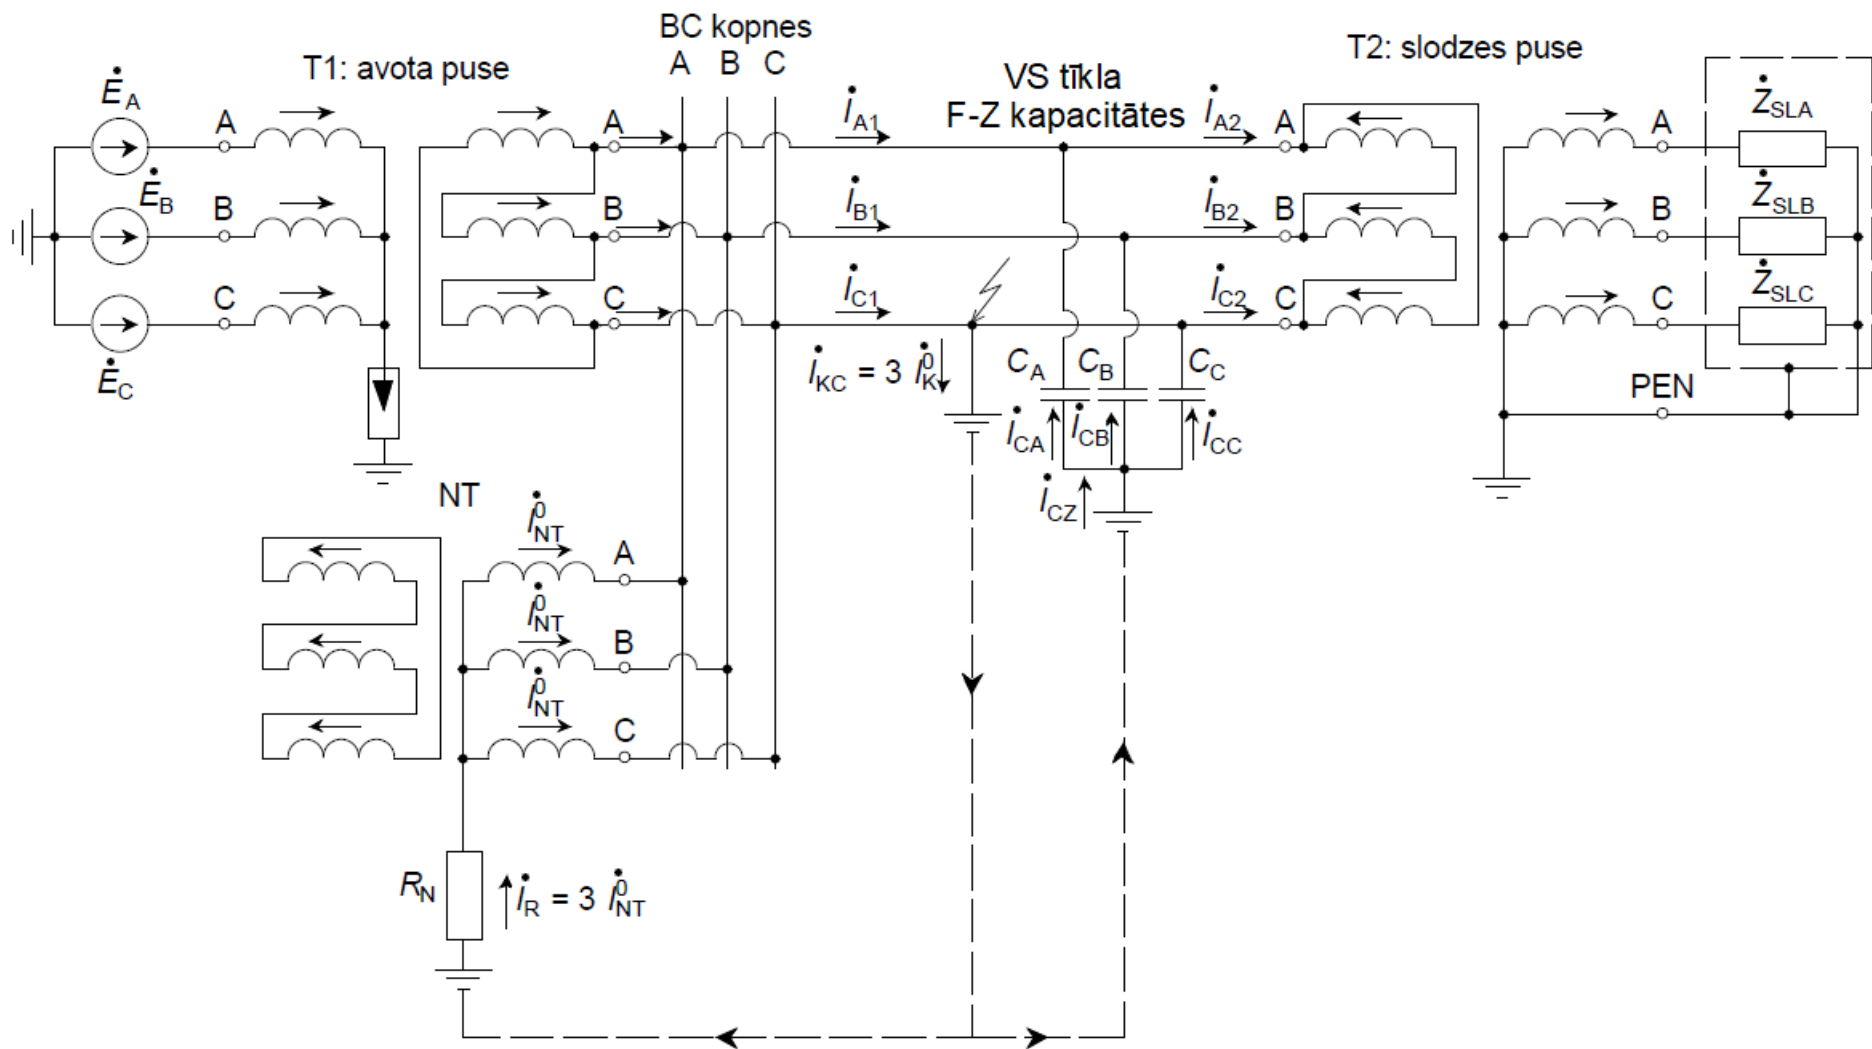 BC kopnes
T1: avota puse
A B C
VS tīkla
F-Z kapacitātes
T2: slodzes puse
ĖA
A
A
İA1
İA2
A
A
ŻSLA
ĖB
B
B
İB1
İB2
B
B
ŻSLB
ĖC
C
C
İC1
İC2
C
C
ŻSLC
İKC = 3 İ0K
CA
CB
CC
PEN
İCA
İCB
İCC
İCZ
NT
İ0NT
A
İ0NT
B
İ0NT
C
RN
İR = 3 İ0NT